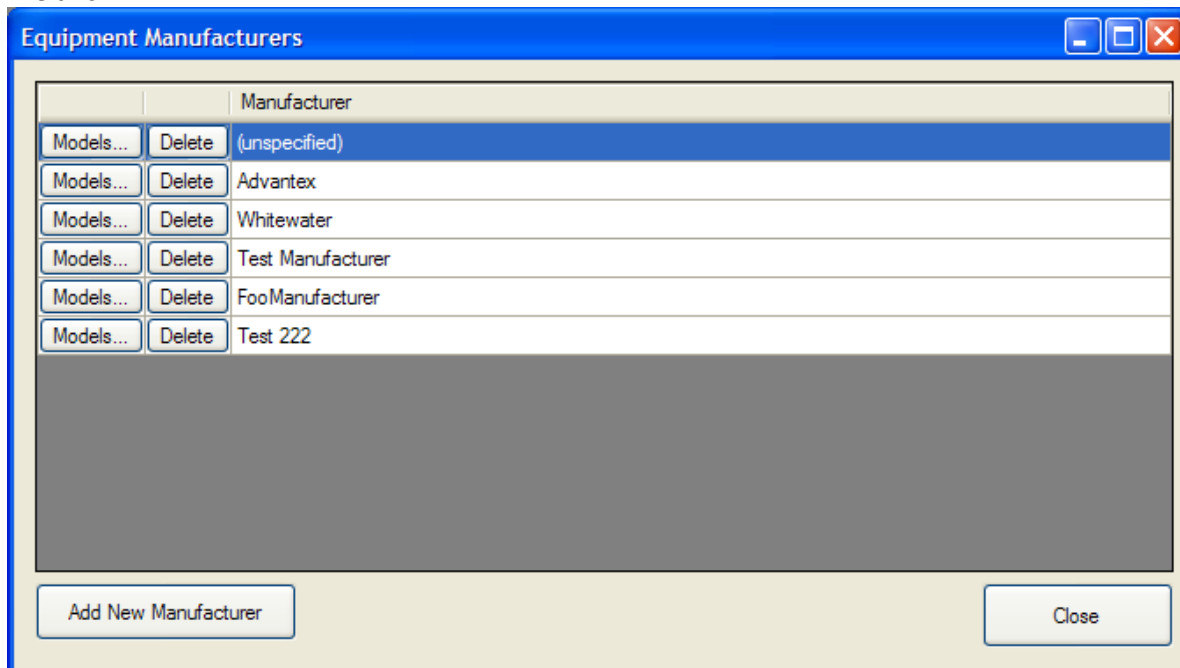 Equipment Manufacturers
Manufacturer
Models... Delete (unspecified)
Models... Delete Advantex
Models... Delete Whitewater
Models... Delete Test Manufacturer
Models... Delete FooManufacturer
Models... Delete Test 222
Add New Manufacturer Close